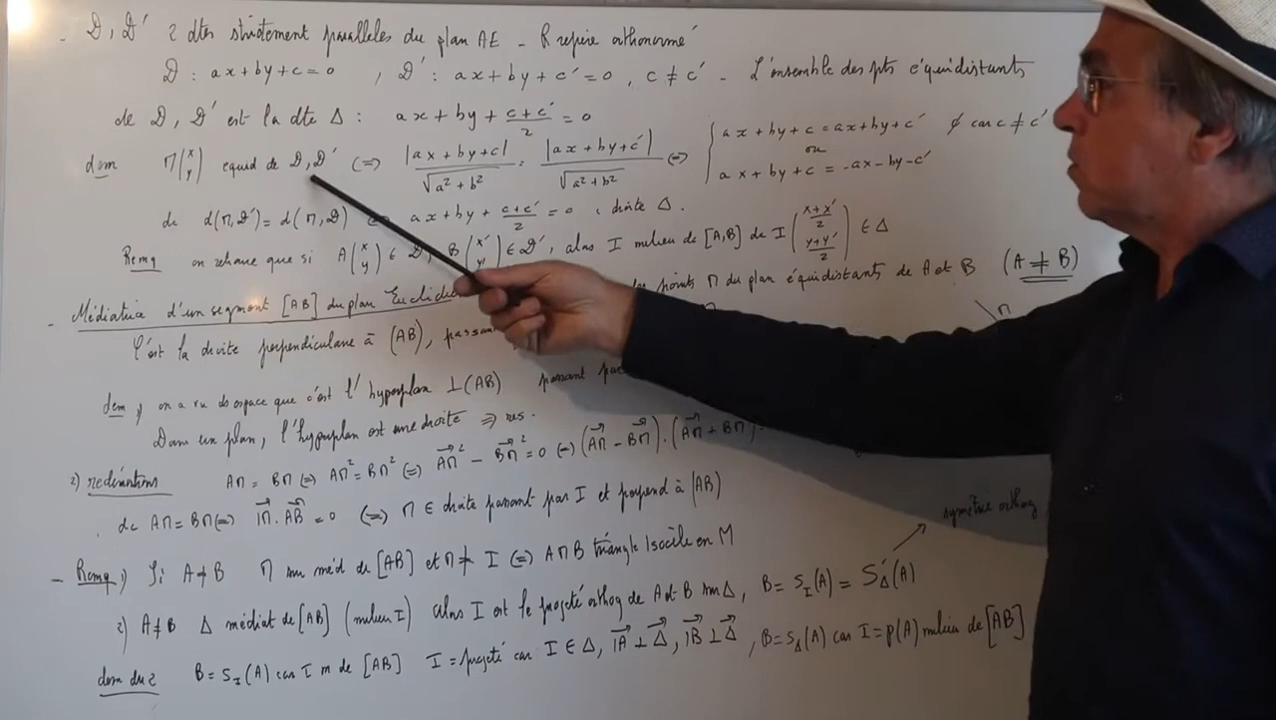 - D, D' 2 dtes strictement parallèles du plan AE - R repère orthonormé
D : ax+by+c=0 , D' : ax+by+c'=0 , c ≠ c' - L'ensemble des pts équidistants
de D, D' est la dte Δ : ax+by+(c+c')/2 = 0
dem M(x y) equid de D, D' (=) |ax+by+c|/√(a²+b²) = |ax+by+c'|/√(a²+b²) (=) { ax+by+c = ax+by+c' ∅ car c ≠ c' ou ax+by+c = -ax-by-c'
dc d(M,D') = d(M,D) ax+by+(c+c')/2 = 0 , droite Δ.
Remq on retrouve que si A(x y) ∈ D, B(x' y') ∈ D', alors I milieu de [A,B] de I((x+x')/2 (y+y')/2) ∈ Δ
- Médiatrice d'un segment [AB] du plan points M du plan équidistants de A et B (A ≠ B)
C'est la droite perpendiculaire à (AB), M
dem 1) on a vu ds espace que c'est l'hyperplan ⊥(AB) passant
Dans un plan, l'hyperplan est une droite => res.
2) AM = BM (=) AM² = BM² (=) AM² - BM² = 0 (=) (AM - BM).(AM + BM)
dc AM = BM (=) IM.AB = 0 (=) M ∈ droite passant par I et perpend à (AB)
- Remq 1) Si A≠B M sur méd de [AB] et M ≠ I (=) AMB triangle Isocèle en M
symétrie orthog
2) A≠B Δ médiat de [AB] (milieu I) alors I est le projeté orthog de A et B sur Δ, B = S_I(A) = S'_Δ(A)
dem du 2 B = S_I(A) car I m de [AB] I = projeté car I ∈ Δ, IA ⊥ Δ, IB ⊥ Δ , B = s_Δ(A) car I = p(A) milieu de [AB]